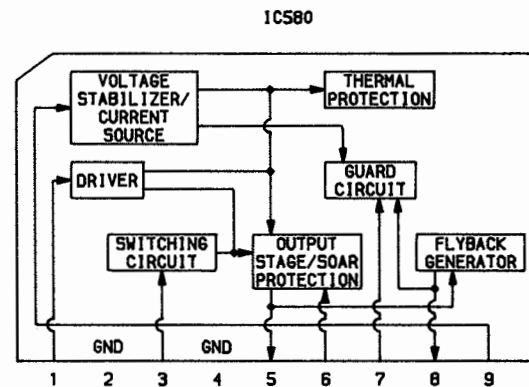 IC580
VOLTAGE
STABILIZER/
CURRENT
SOURCE
THERMAL
PROTECTION
DRIVER
GUARD
CIRCUIT
SWITCHING
CIRCUIT
OUTPUT
STAGE/SOAR
PROTECTION
FLYBACK
GENERATOR
GND GND
1 2 3 4 5 6 7 8 9